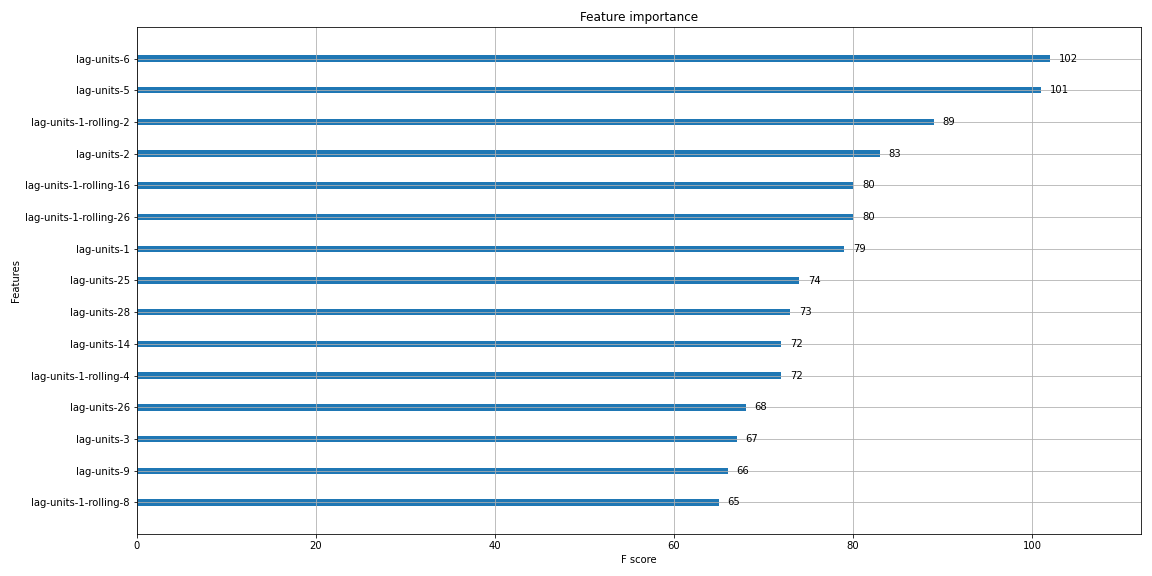 Feature importance
lag-units-6 102
lag-units-5 101
lag-units-1-rolling-2 89
lag-units-2 83
lag-units-1-rolling-16 80
lag-units-1-rolling-26 80
lag-units-1 79
lag-units-25 74
lag-units-28 73
lag-units-14 72
lag-units-1-rolling-4 72
lag-units-26 68
lag-units-3 67
lag-units-9 66
lag-units-1-rolling-8 65
Features
0 20 40 60 80 100
F score